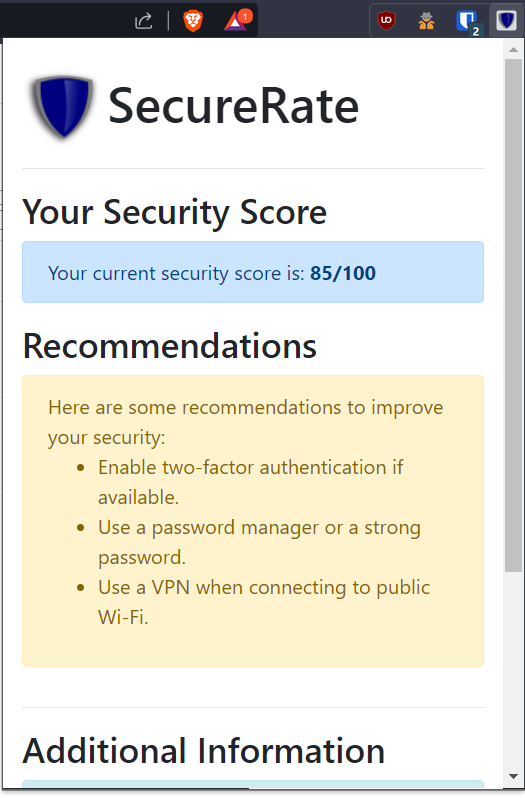 1
UD
2
SecureRate
Your Security Score
Your current security score is: 85/100
Recommendations
Here are some recommendations to improve
your security:
Enable two-factor authentication if
available.
Use a password manager or a strong
password.
Use a VPN when connecting to public
Wi-Fi.
Additional Information